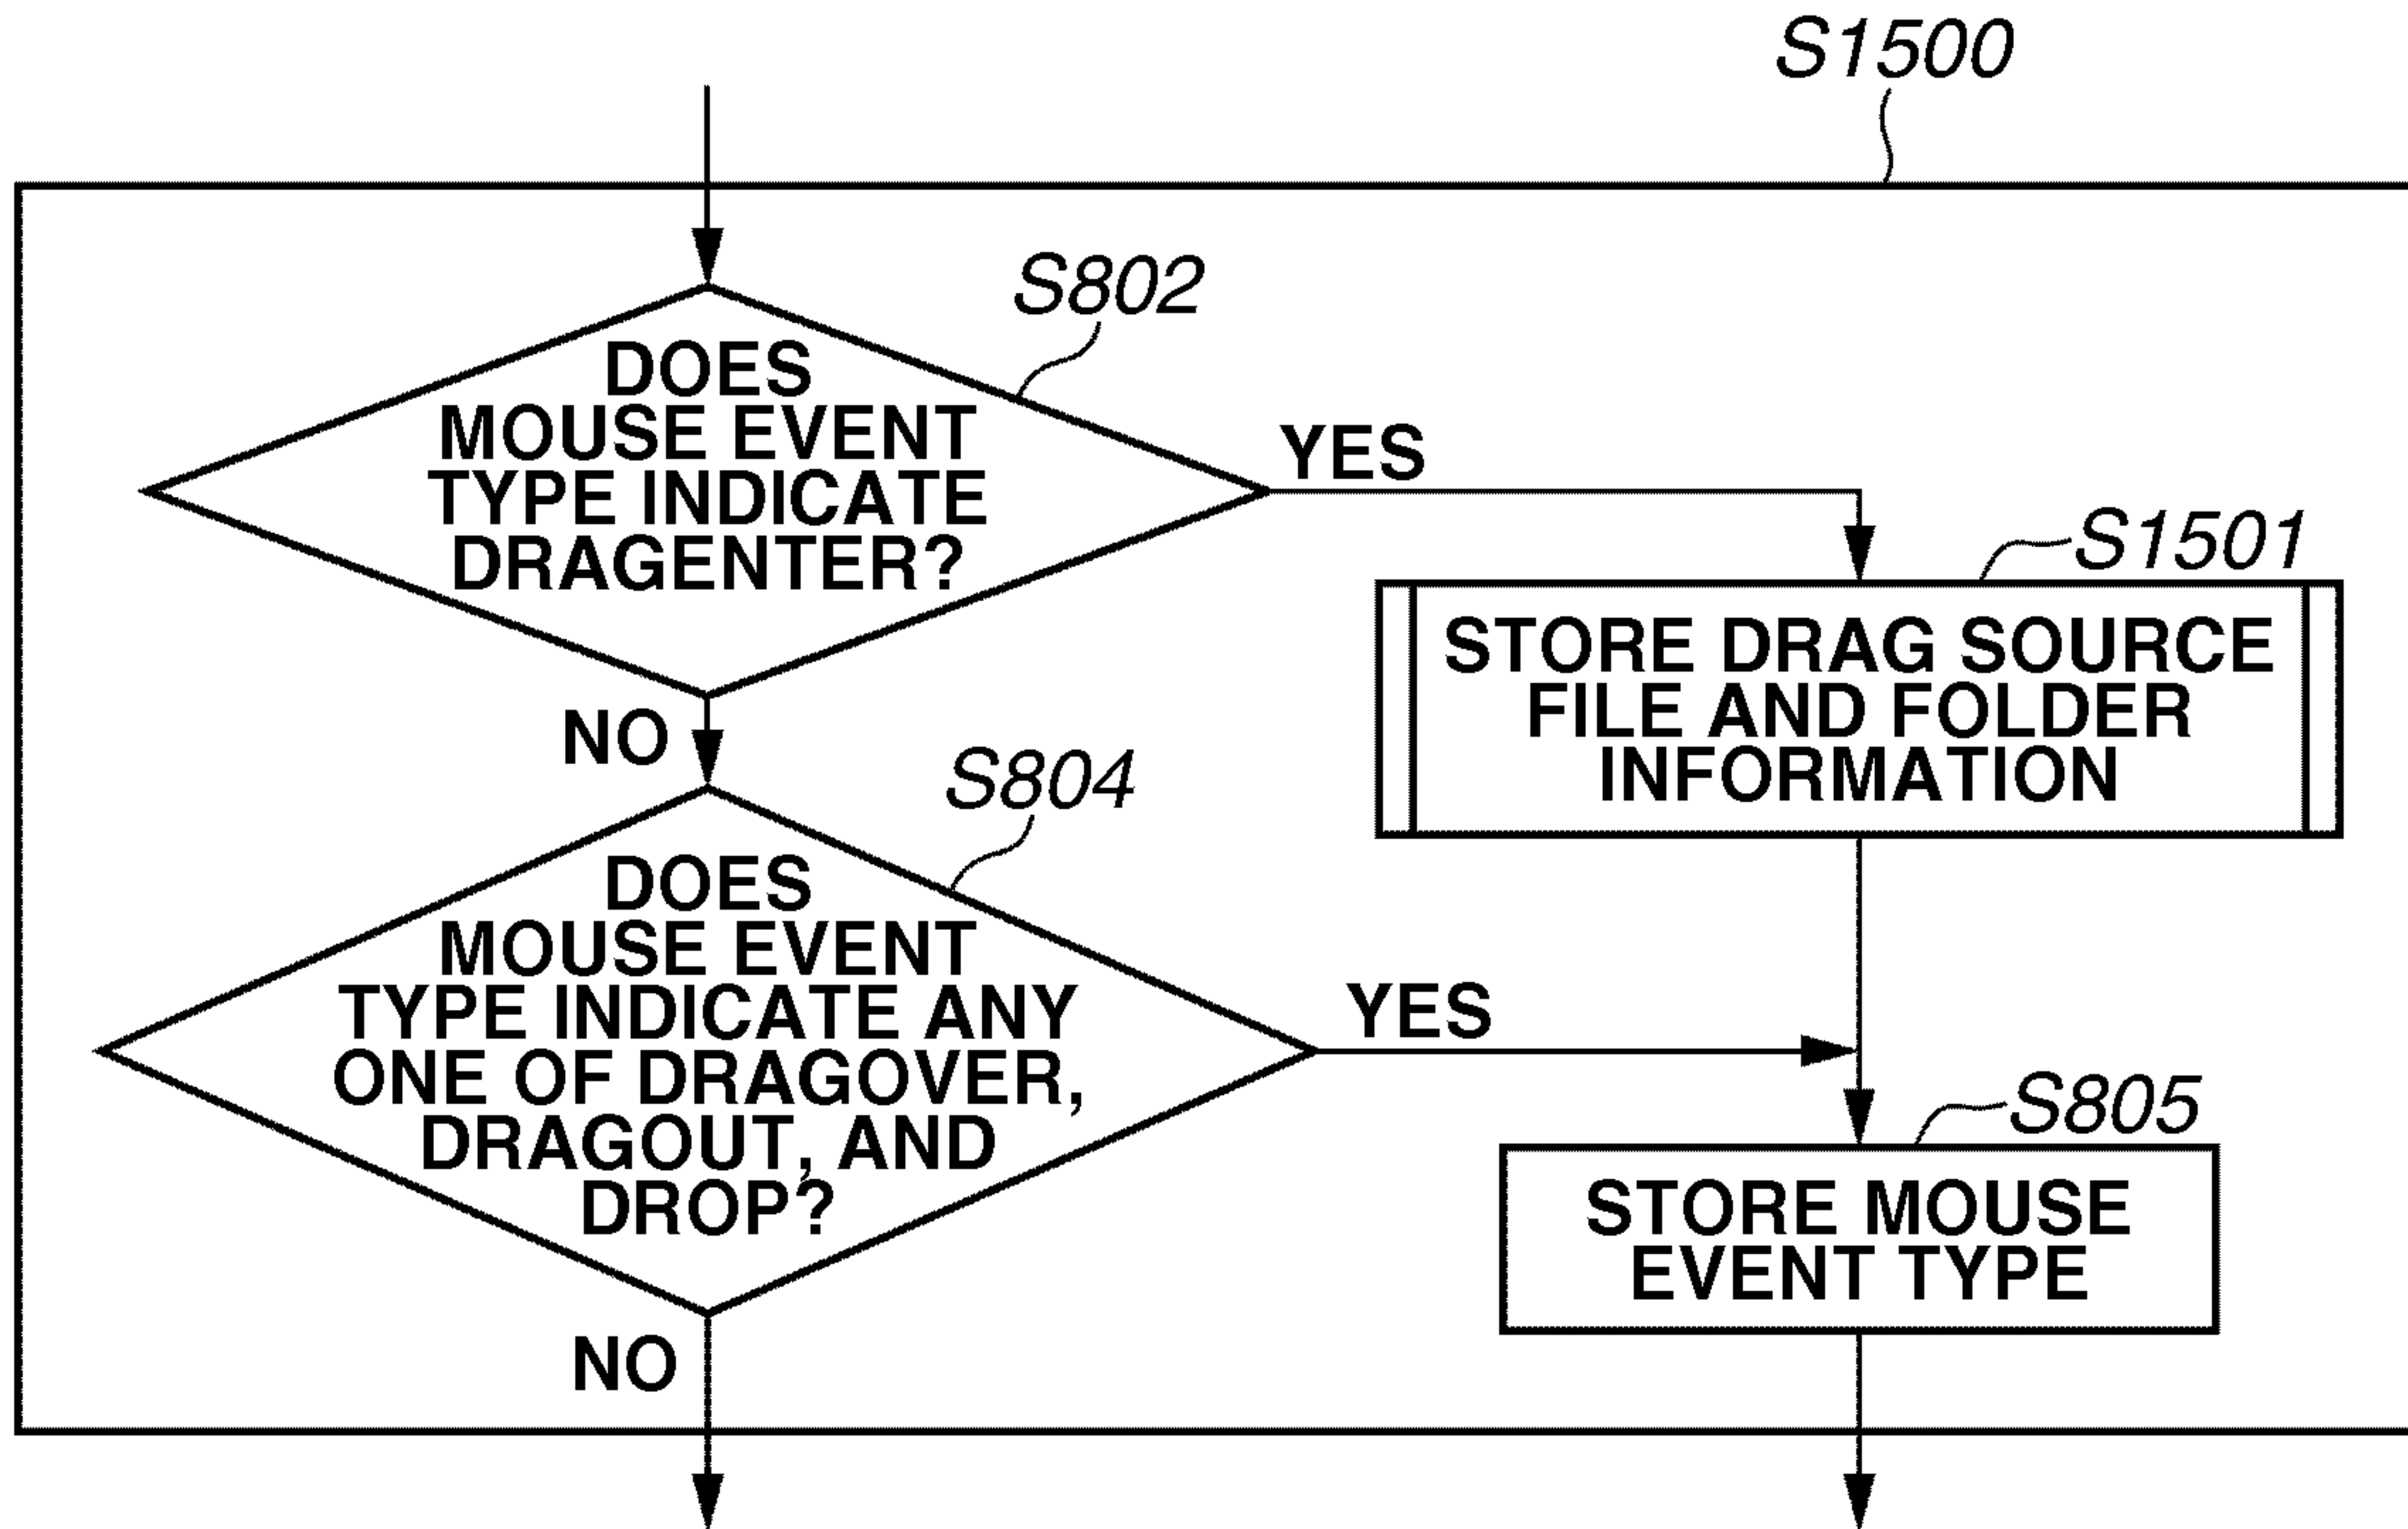 S1500
S802
DOES
MOUSE EVENT
TYPE INDICATE
DRAGENTER?
YES
NO
S1501
STORE DRAG SOURCE
FILE AND FOLDER
INFORMATION
S804
DOES
MOUSE EVENT
TYPE INDICATE ANY
ONE OF DRAGOVER,
DRAGOUT, AND
DROP?
YES
NO
S805
STORE MOUSE
EVENT TYPE